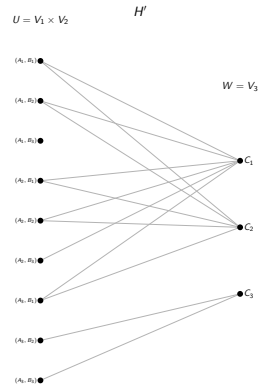 H′
U = V₁ × V₂
W = V₃
(A₁, B₁)
(A₁, B₂)
(A₁, B₃)
(A₂, B₁)
(A₂, B₂)
(A₂, B₃)
(A₃, B₁)
(A₃, B₂)
(A₃, B₃)
C₁
C₂
C₃